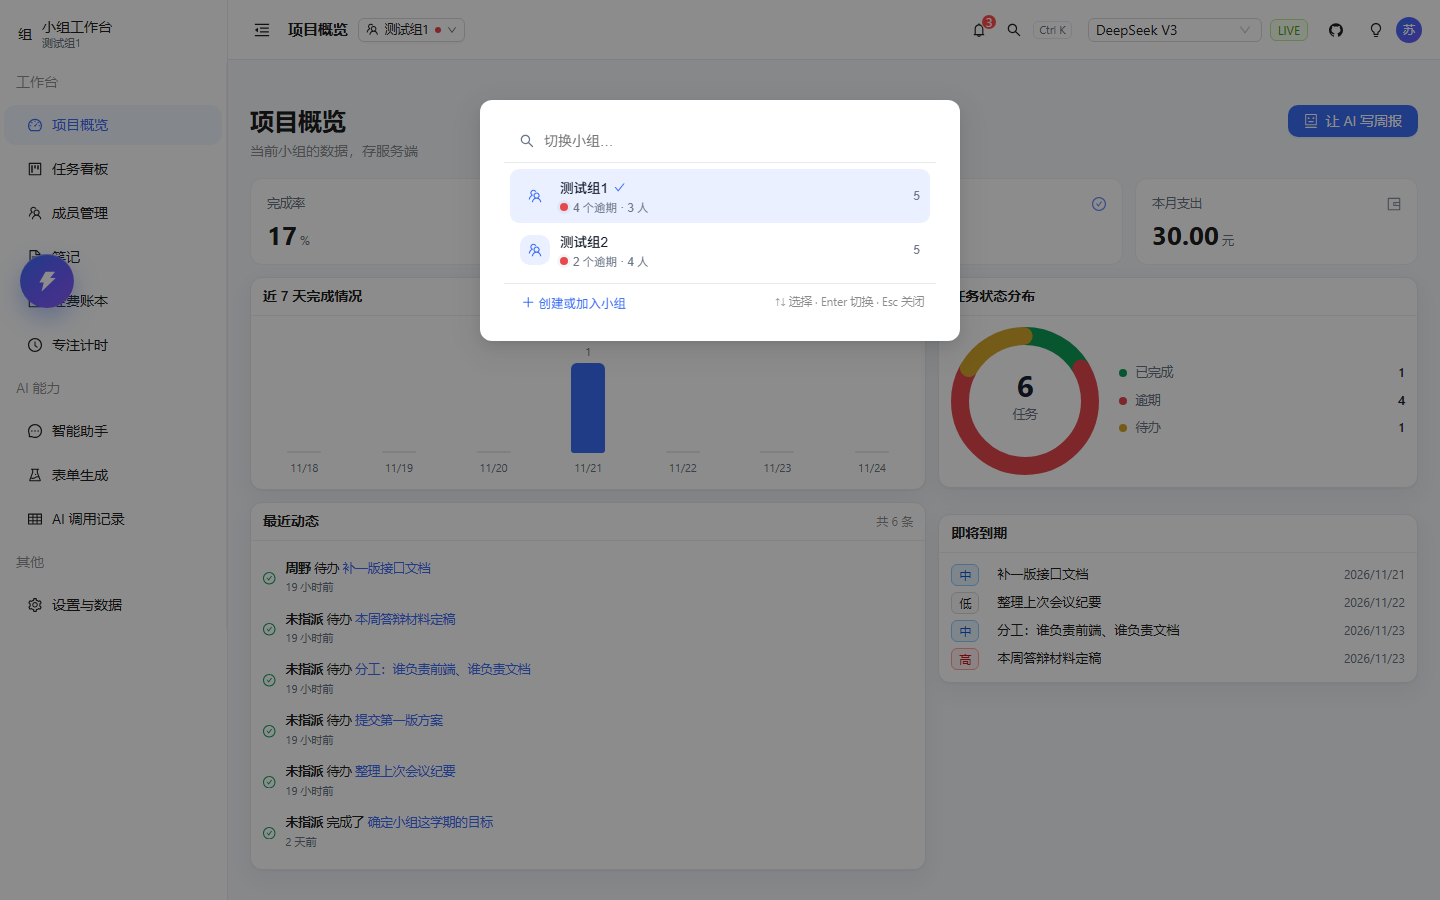 组 小组工作台
测试组1
工作台
项目概览
任务看板
成员管理
笔记
费账本
专注计时
AI 能力
智能助手
表单生成
AI 调用记录
其他
设置与数据
项目概览 测试组1
3
Ctrl K
DeepSeek V3
LIVE
苏
项目概览
当前小组的数据，存服务端
让 AI 写周报
切换小组...
测试组1
4 个逾期 · 3 人
5
测试组2
2 个逾期 · 4 人
5
创建或加入小组
↑↓ 选择 · Enter 切换 · Esc 关闭
完成率
17 %
本月支出
30.00 元
近 7 天完成情况
1
11/18 11/19 11/20 11/21 11/22 11/23 11/24
任务状态分布
6
任务
已完成 1
逾期 4
待办 1
最近动态 共 6 条
周野 待办 补一版接口文档
19 小时前
未指派 待办 本周答辩材料定稿
19 小时前
未指派 待办 分工：谁负责前端、谁负责文档
19 小时前
未指派 待办 提交第一版方案
19 小时前
未指派 待办 整理上次会议纪要
19 小时前
未指派 完成了 确定小组这学期的目标
2 天前
即将到期
中 补一版接口文档 2026/11/21
低 整理上次会议纪要 2026/11/22
中 分工：谁负责前端、谁负责文档 2026/11/23
高 本周答辩材料定稿 2026/11/23